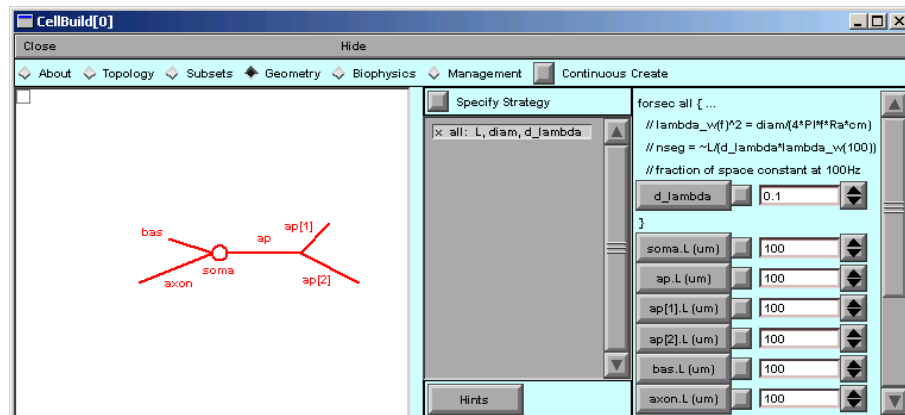 CellBuild[0]
Close Hide
About Topology Subsets Geometry Biophysics Management Continuous Create
Specify Strategy
x all: L, diam, d_lambda
Hints
bas
ap
ap[1]
soma
axon
ap[2]
forsec all { ...
//lambda_w(f)^2 = diam/(4*PI*f*Ra*cm)
//nseg = ~L/(d_lambda*lambda_w(100))
//fraction of space constant at 100Hz
d_lambda 0.1
}
soma.L (um) 100
ap.L (um) 100
ap[1].L (um) 100
ap[2].L (um) 100
bas.L (um) 100
axon.L (um) 100